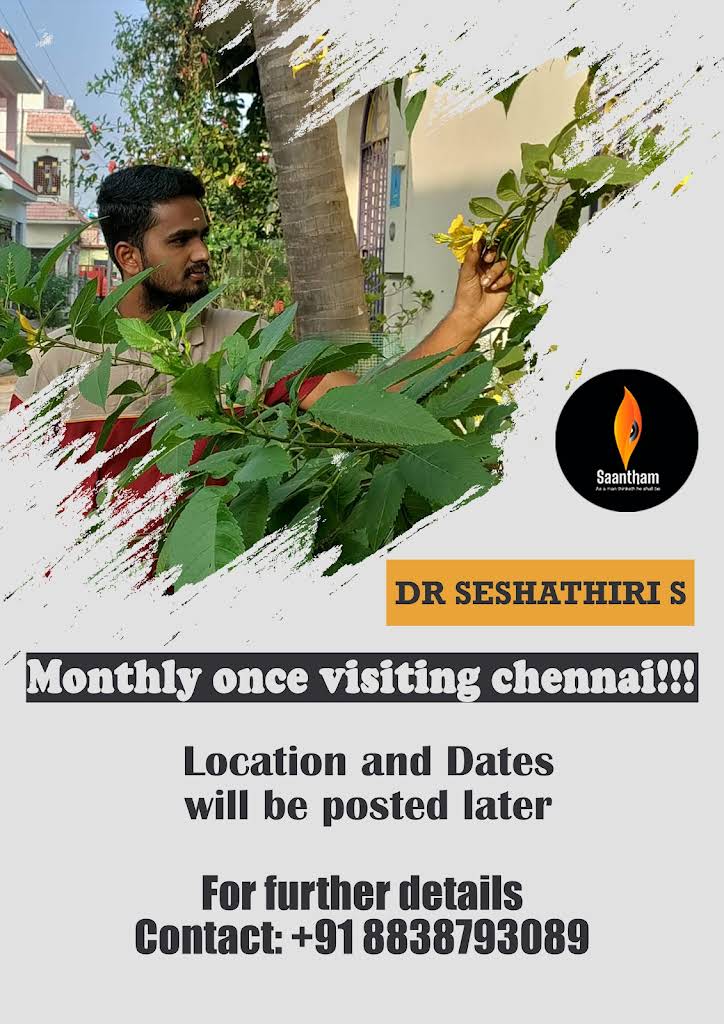 Saantham
As a man thinketh he shall be
DR SESHATHIRI S
Monthly once visiting chennai!!!
Location and Dates
will be posted later
For further details
Contact: +91 8838793089